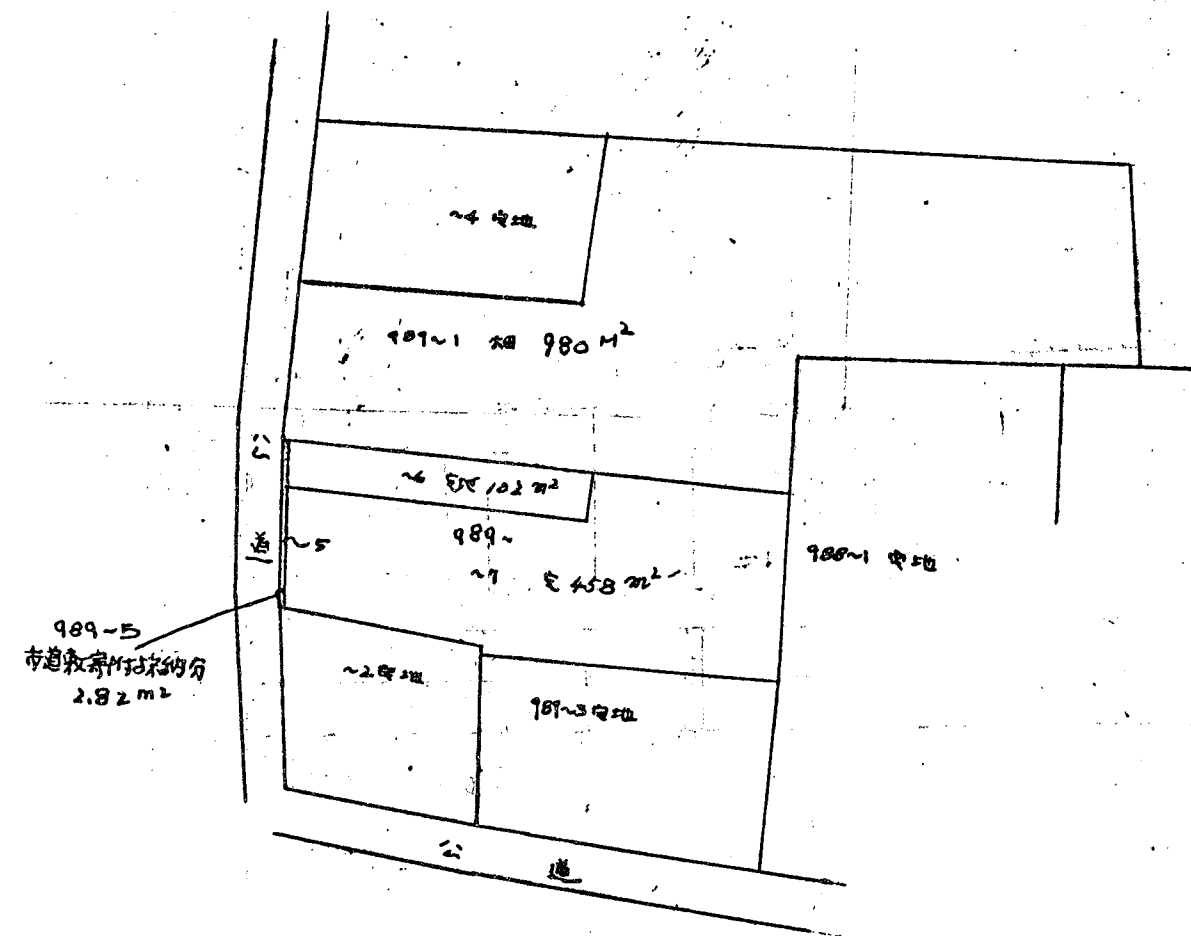 ~4 宅地
989~1 畑 980 M²
公
道
~6 宅地 102 m²
~5
989~
~7 宅 458 m²
988~1 宅地
989~5
市道敷寄附採納分
2.82 m²
~2 宅地
989~3 宅地
公 道